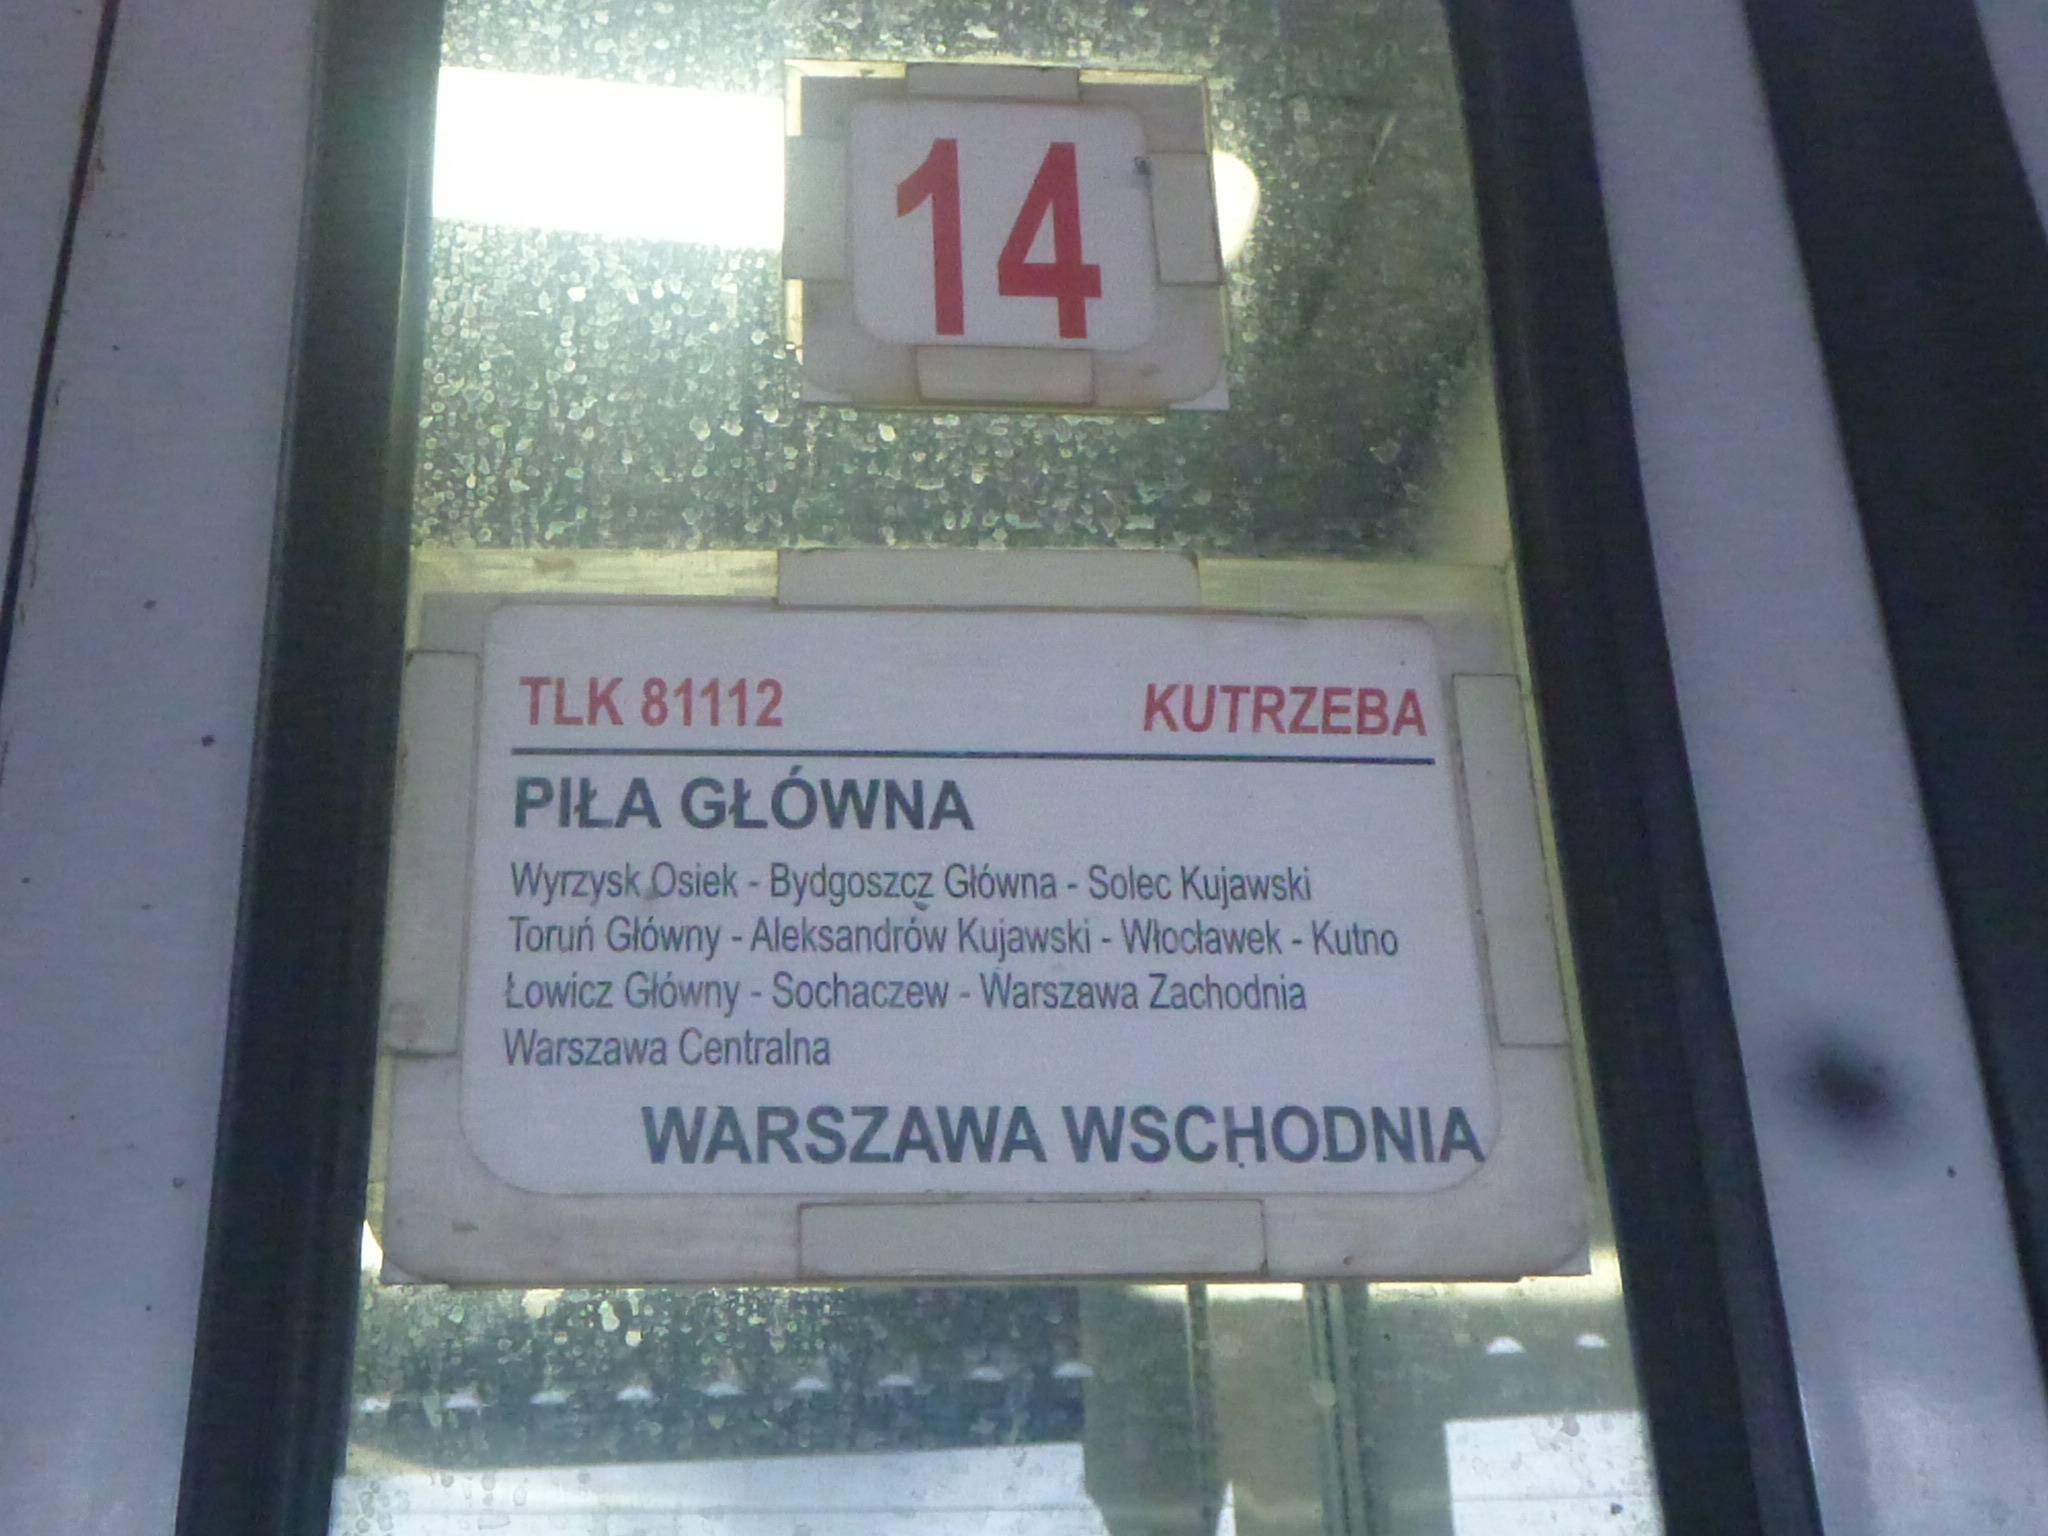 14
TLK 81112 KUTRZEBA
PIŁA GŁÓWNA
Wyrzysk Osiek - Bydgoszcz Główna - Solec Kujawski
Toruń Główny - Aleksandrów Kujawski - Włocławek - Kutno
Łowicz Główny - Sochaczew - Warszawa Zachodnia
Warszawa Centralna
WARSZAWA WSCHODNIA